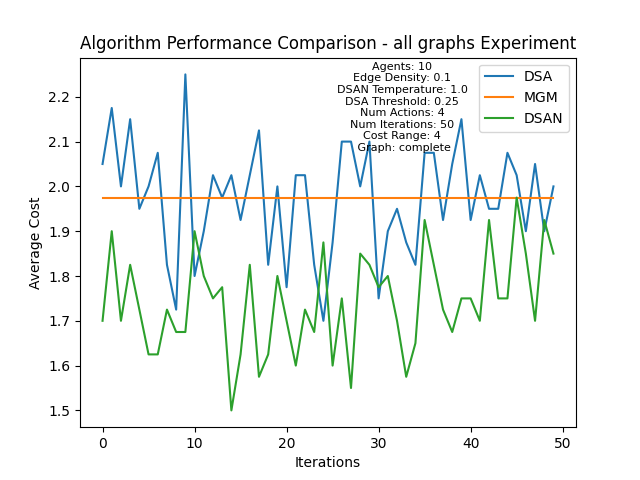 Algorithm Performance Comparison - all graphs Experiment
Agents: 10
Edge Density: 0.1
DSAN Temperature: 1.0
DSA Threshold: 0.25
Num Actions: 4
Num Iterations: 50
Cost Range: 4
Graph: complete
DSA
MGM
DSAN
Average Cost
2.2
2.1
2.0
1.9
1.8
1.7
1.6
1.5
0
10
20
30
40
50
Iterations